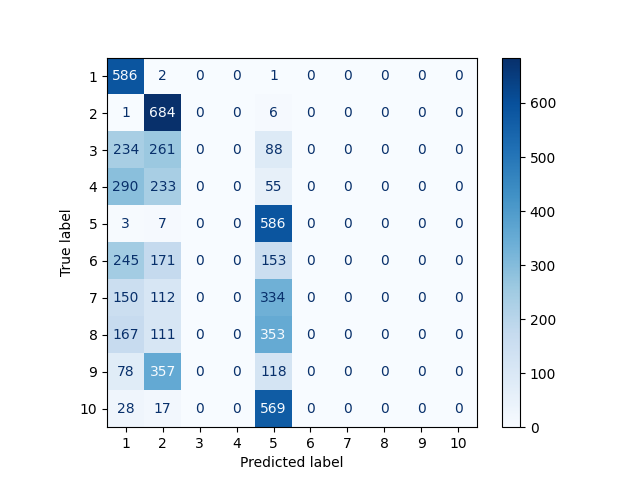 1 586 2 0 0 1 0 0 0 0 0
2 1 684 0 0 6 0 0 0 0 0
3 234 261 0 0 88 0 0 0 0 0
4 290 233 0 0 55 0 0 0 0 0
5 3 7 0 0 586 0 0 0 0 0
6 245 171 0 0 153 0 0 0 0 0
7 150 112 0 0 334 0 0 0 0 0
8 167 111 0 0 353 0 0 0 0 0
9 78 357 0 0 118 0 0 0 0 0
10 28 17 0 0 569 0 0 0 0 0
1 2 3 4 5 6 7 8 9 10
Predicted label
True label
600
500
400
300
200
100
0